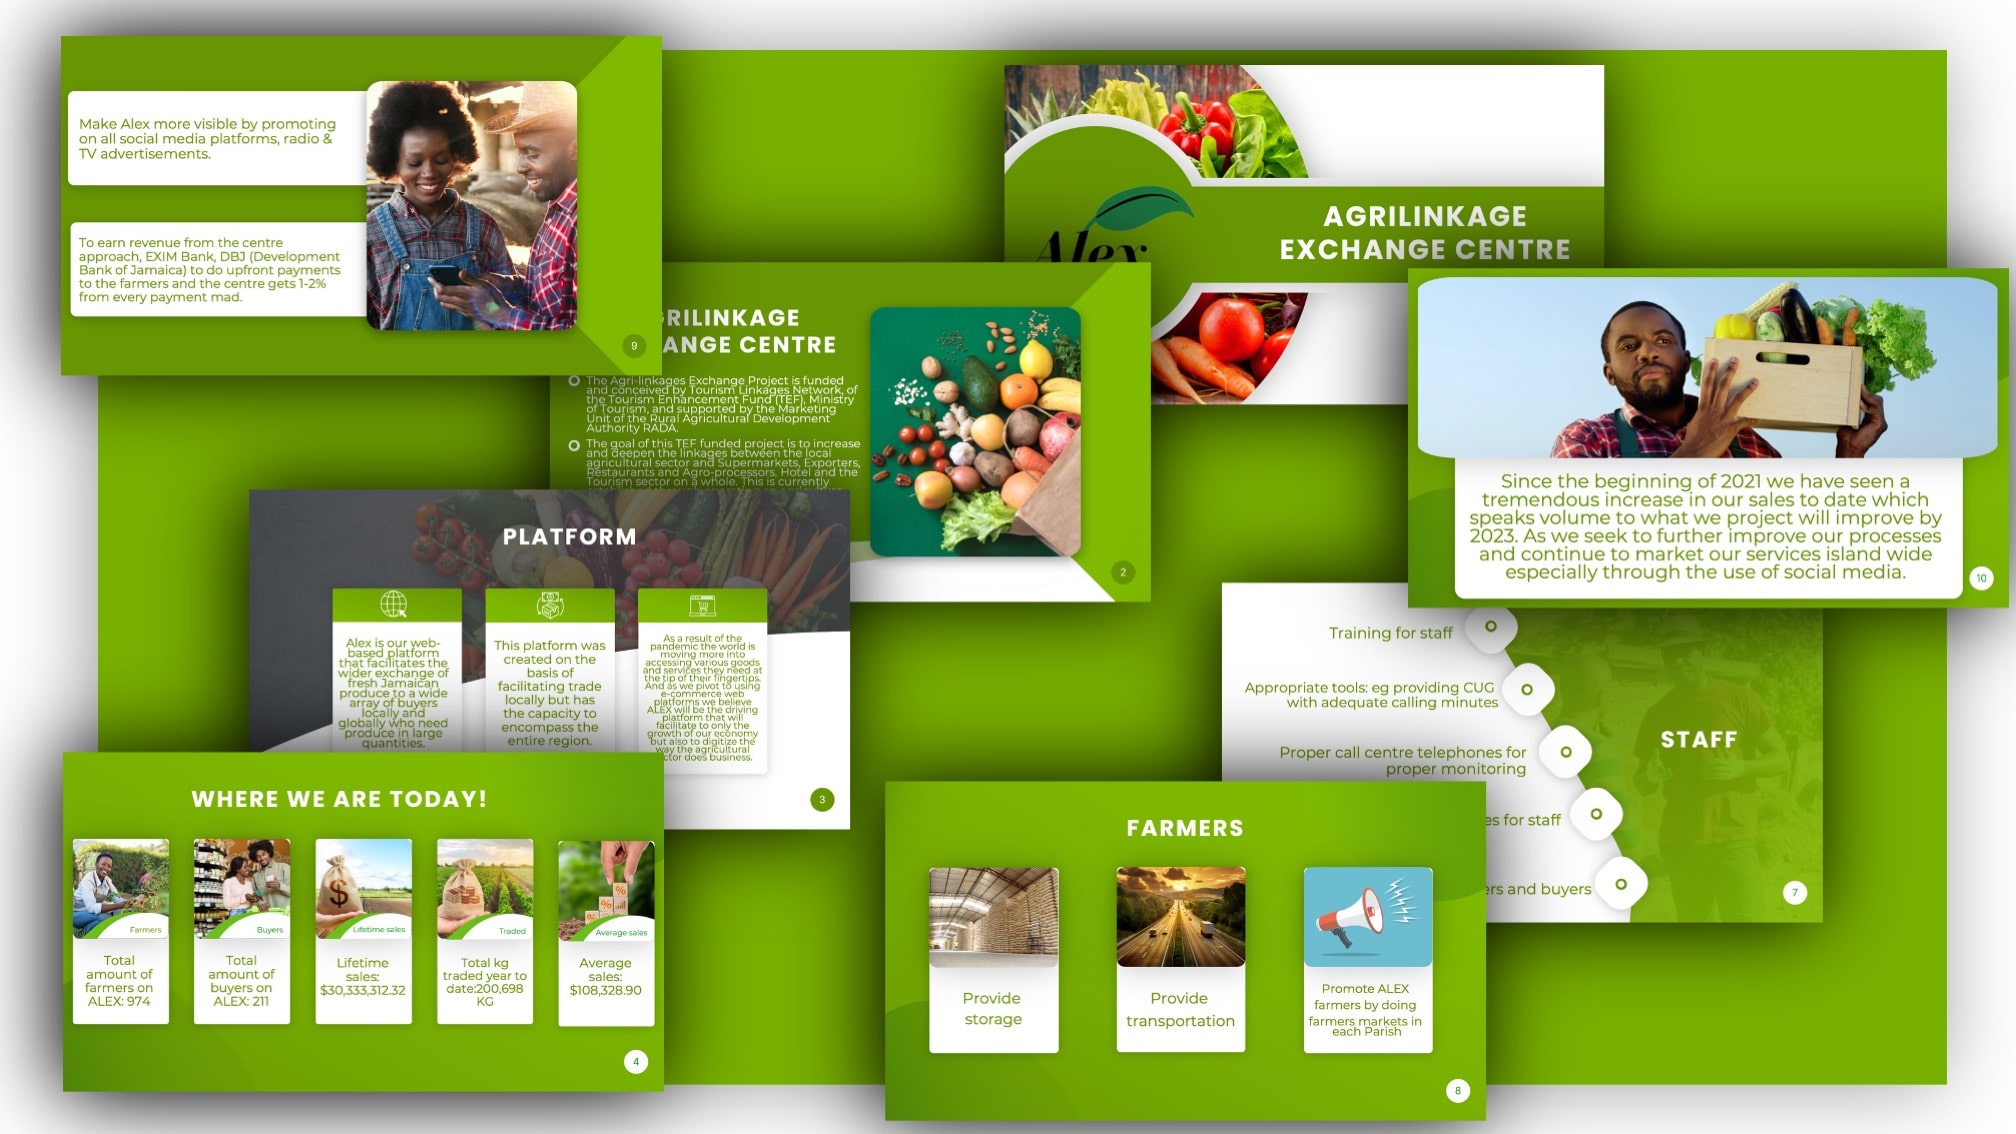 Make Alex more visible by promoting
on all social media platforms, radio &
TV advertisements.
To earn revenue from the centre
approach, EXIM Bank, DBJ (Development
Bank of Jamaica) to do upfront payments
to the farmers and the centre gets 1-2%
from every payment mad.
9
Alex
AGRILINKAGE
EXCHANGE CENTRE
GRILINKAGE
ANGE CENTRE
The Agri-linkages Exchange Project is funded
and conceived by Tourism Linkages Network, of
the Tourism Enhancement Fund (TEF), Ministry
of Tourism, and supported by the Marketing
Unit of the Rural Agricultural Development
Authority RADA.
The goal of this TEF funded project is to increase
and deepen the linkages between the local
agricultural sector and Supermarkets, Exporters,
Restaurants and Agro-processors, Hotel and the
Tourism sector on a whole. This is currently
2
Since the beginning of 2021 we have seen a
tremendous increase in our sales to date which
speaks volume to what we project will improve by
2023. As we seek to further improve our processes
and continue to market our services island wide
especially through the use of social media.
10
PLATFORM
Alex is our web-
based platform
that facilitates the
wider exchange of
fresh Jamaican
produce to a wide
array of buyers
locally and
globally who need
produce in large
quantities.
This platform was
created on the
basis of
facilitating trade
locally but has
the capacity to
encompass the
entire region.
As a result of the
pandemic the world is
moving more into
accessing various goods
and services they need at
the tip of their fingertips.
And as we pivot to using
e-commerce web
platforms we believe
ALEX will be the driving
platform that will
facilitate to only the
growth of our economy
but also to digitize the
way the agricultural
ctor does business.
3
Training for staff
Appropriate tools: eg providing CUG
with adequate calling minutes
Proper call centre telephones for
proper monitoring
es for staff
ers and buyers
STAFF
7
WHERE WE ARE TODAY!
Farmers
Total
amount of
farmers on
ALEX: 974
Buyers
Total
amount of
buyers on
ALEX: 211
Lifetime sales
Lifetime
sales:
$30,333,312.32
Traded
Total kg
traded year to
date:200,698
KG
Average sales
Average
sales:
$108,328.90
4
FARMERS
Provide
storage
Provide
transportation
Promote ALEX
farmers by doing
farmers markets in
each Parish
8